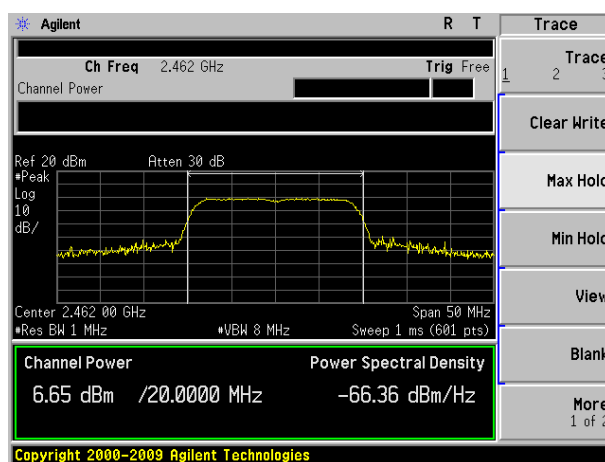 Agilent R T Trace
Ch Freq 2.462 GHz Trig Free
Channel Power
Trace
1 2 3
Clear Write
Max Hold
Min Hold
View
Blank
More
1 of 2
Ref 20 dBm Atten 30 dB
#Peak
Log
10
dB/
Center 2.462 00 GHz Span 50 MHz
#Res BW 1 MHz #VBW 8 MHz Sweep 1 ms (601 pts)
Channel Power Power Spectral Density
6.65 dBm /20.0000 MHz -66.36 dBm/Hz
Copyright 2000-2009 Agilent Technologies